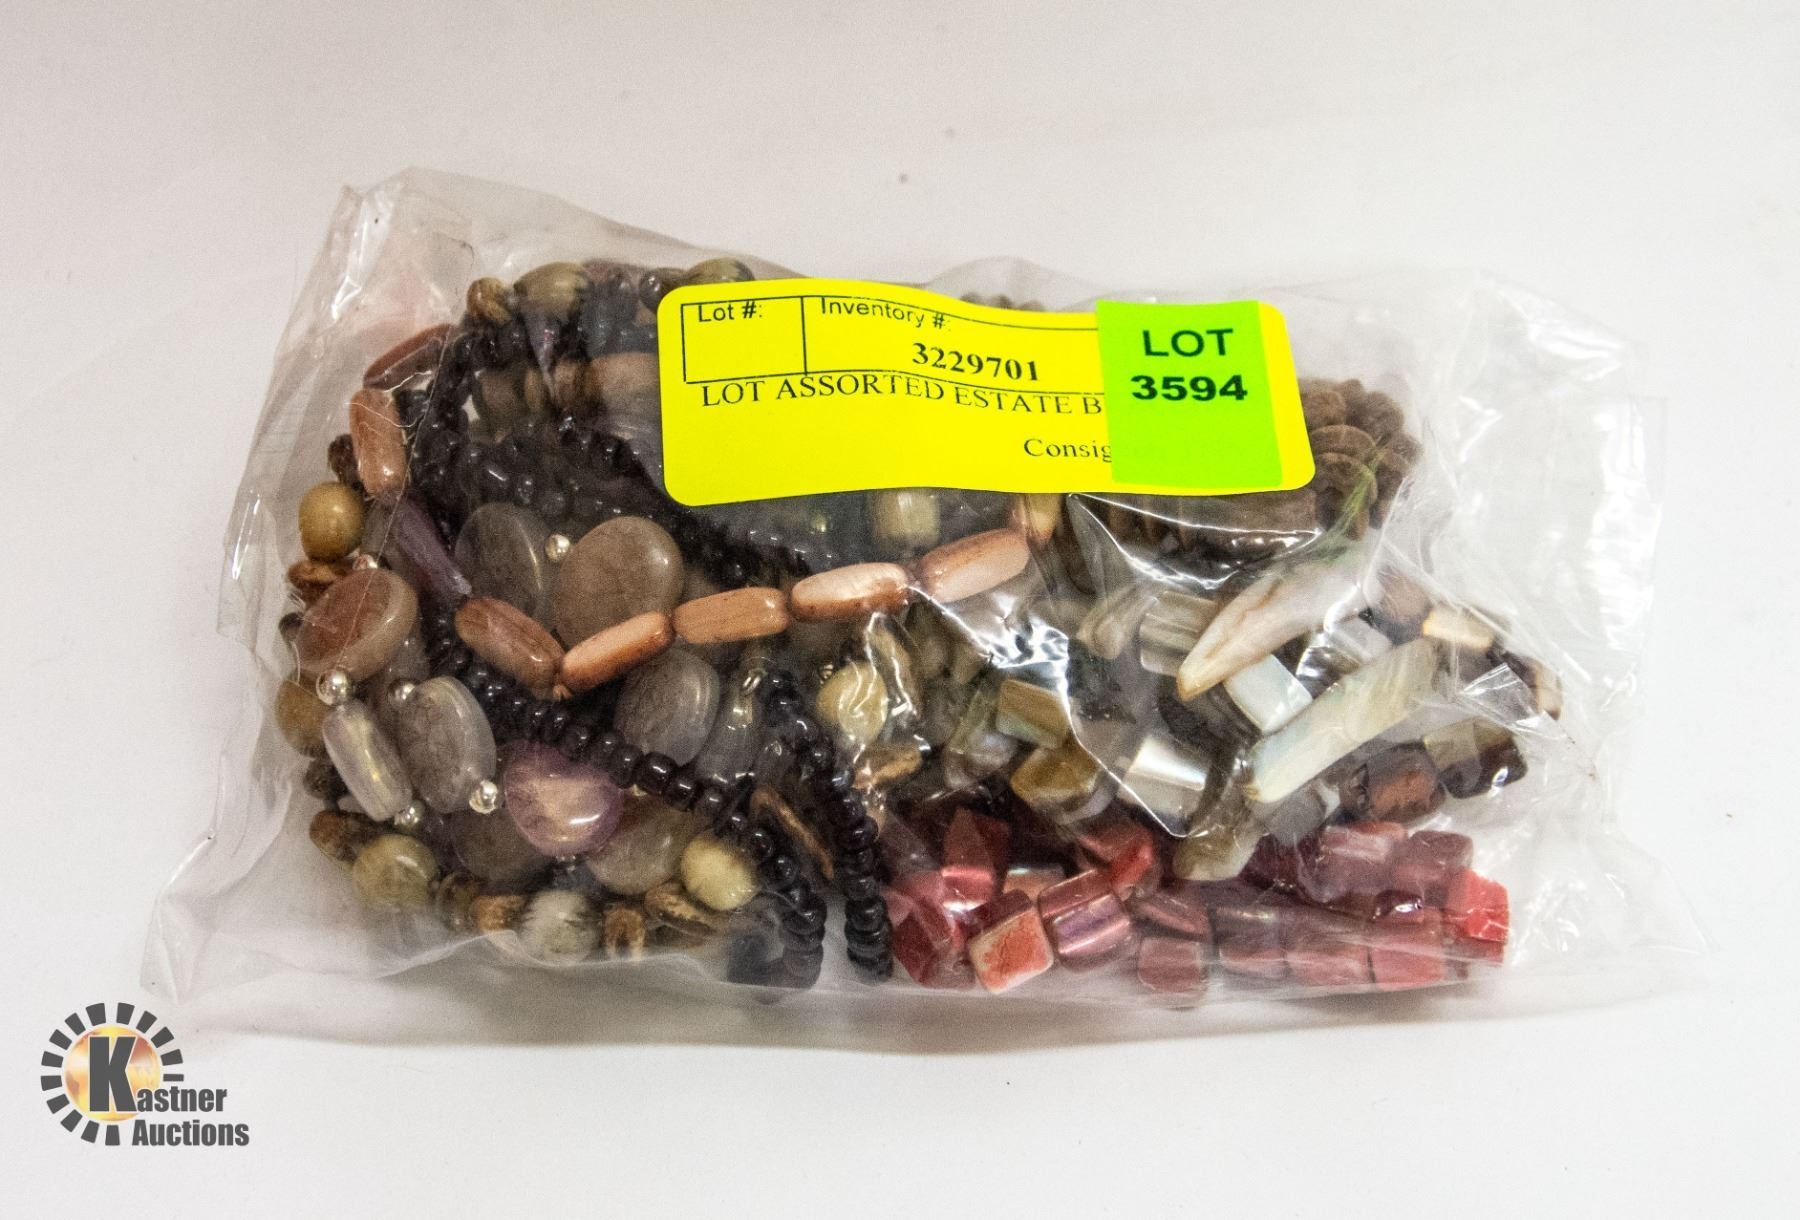 Lot #:
Inventory #:
3229701
LOT ASSORTED ESTATE B
Consig
LOT
3594
Kastner
Auctions